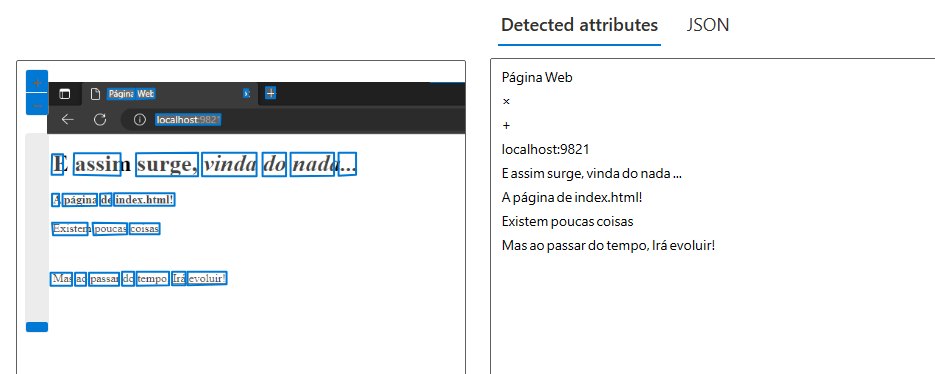 Detected attributes JSON
Página Web
×
+
localhost:9821
E assim surge, vinda do nada...
A página de index.html!
Existem poucas coisas
Mas ao passar do tempo Irá evoluir!
Página Web
×
+
localhost:9821
E assim surge, vinda do nada ...
A página de index.html!
Existem poucas coisas
Mas ao passar do tempo, Irá evoluir!